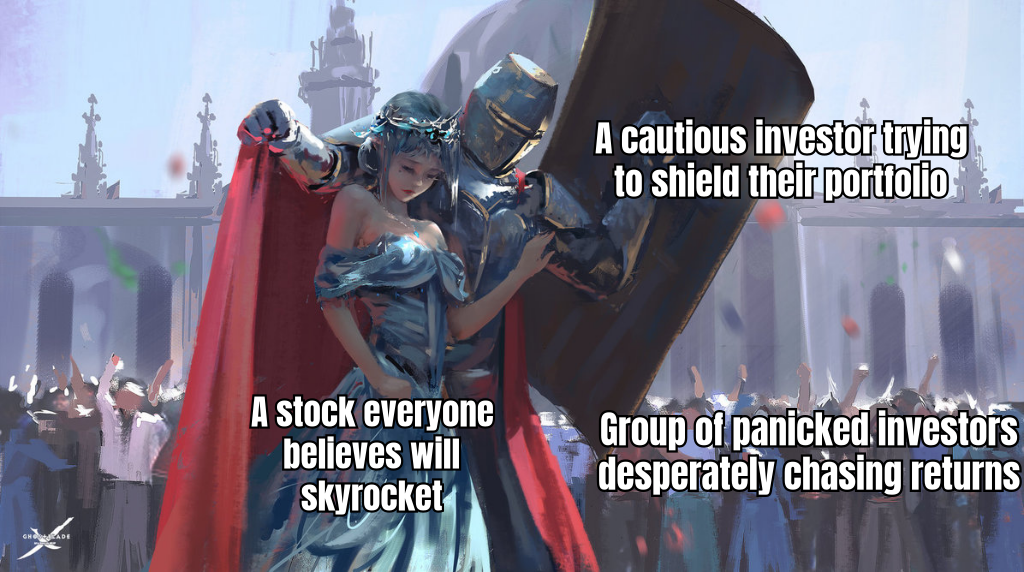 A cautious investor trying
to shield their portfolio
A stock everyone
believes will
skyrocket
Group of panicked investors
desperately chasing returns
GHOSTBLADE